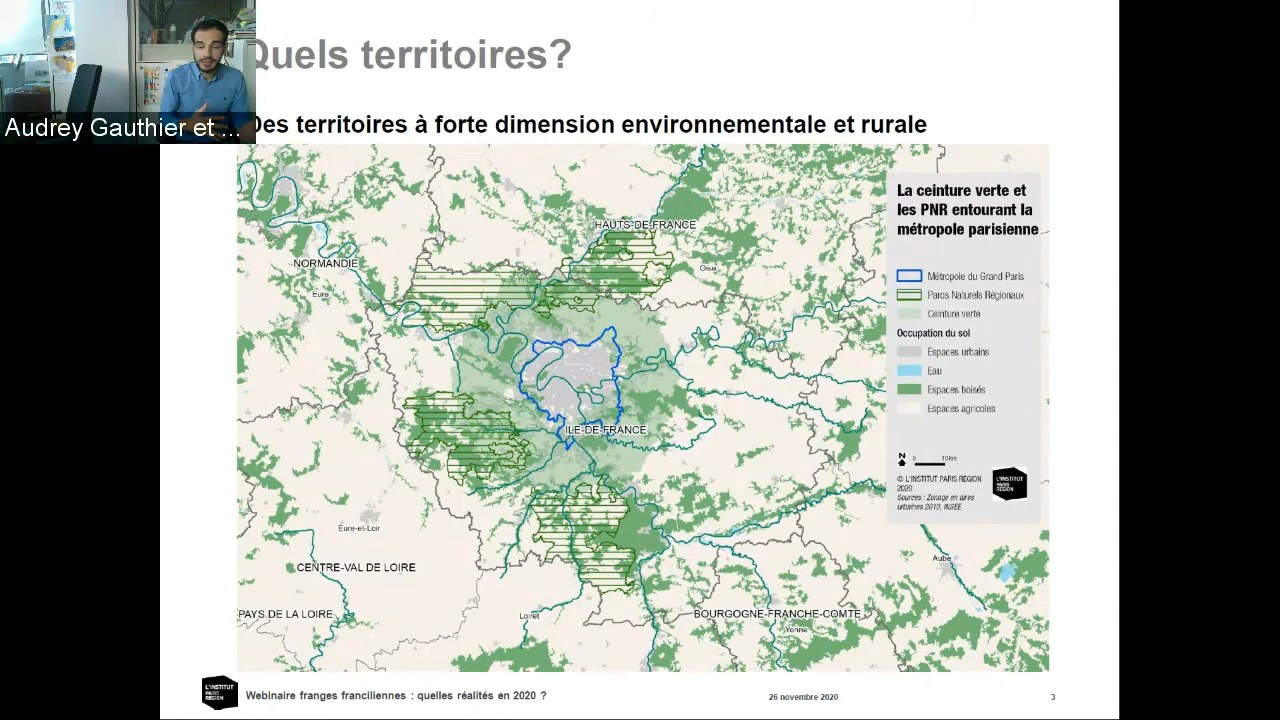 Quels territoires?
Audrey Gauthier et ...
Des territoires à forte dimension environnementale et rurale
La ceinture verte et
les PNR entourant la
métropole parisienne
Métropole du Grand Paris
Parcs Naturels Régionaux
Ceinture verte
Occupation du sol
Espaces urbains
Eau
Espaces boisés
Espaces agricoles
N
0 10Km
© L'INSTITUT PARIS REGION
2020
Sources : Zonage en aires
urbaines 2010, INSEE
L'INSTITUT
PARIS
REGION
HAUTS-DE-FRANCE
NORMANDIE
Oise
Eure
ILE-DE-FRANCE
Eure-et-Loir
Aube
CENTRE-VAL DE LOIRE
PAYS DE LA LOIRE
Loiret
BOURGOGNE-FRANCHE-COMTE
Yonne
L'INSTITUT
PARIS
REGION
Webinaire franges franciliennes : quelles réalités en 2020 ?
26 novembre 2020
3